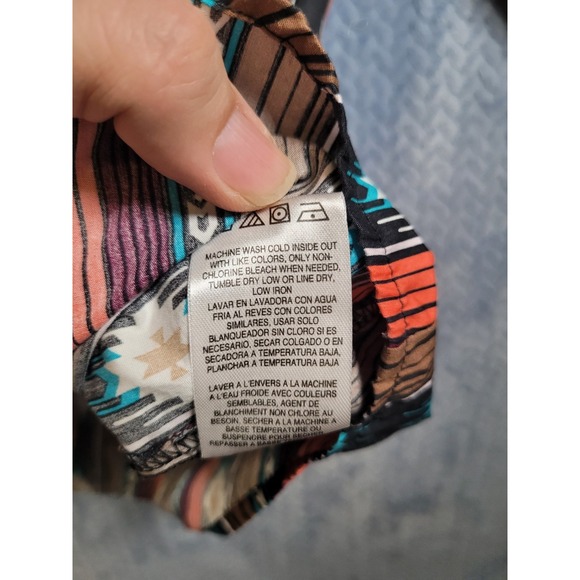 MACHINE WASH COLD INSIDE OUT
WITH LIKE COLORS, ONLY NON-
CHLORINE BLEACH WHEN NEEDED,
TUMBLE DRY LOW OR LINE DRY,
LOW IRON
LAVAR EN LAVADORA CON AGUA
FRIA AL REVES CON COLORES
SIMILARES, USAR SOLO
BLANQUEADOR SIN CLORO SI ES
NECESARIO, SECAR COLGADO O EN
SECADORA A TEMPERATURA BAJA,
PLANCHAR A TEMPERATURA BAJA
LAVER A L'ENVERS A LA MACHINE
A L'EAU FROIDE AVEC COULEURS
SEMBLABLES, AGENT DE
BLANCHIMENT NON CHLORE AU
BESOIN, SECHER A LA MACHINE A
BASSE TEMPERATURE OU
SUSPENDRE POUR SECHER,
REPASSER A BASSE